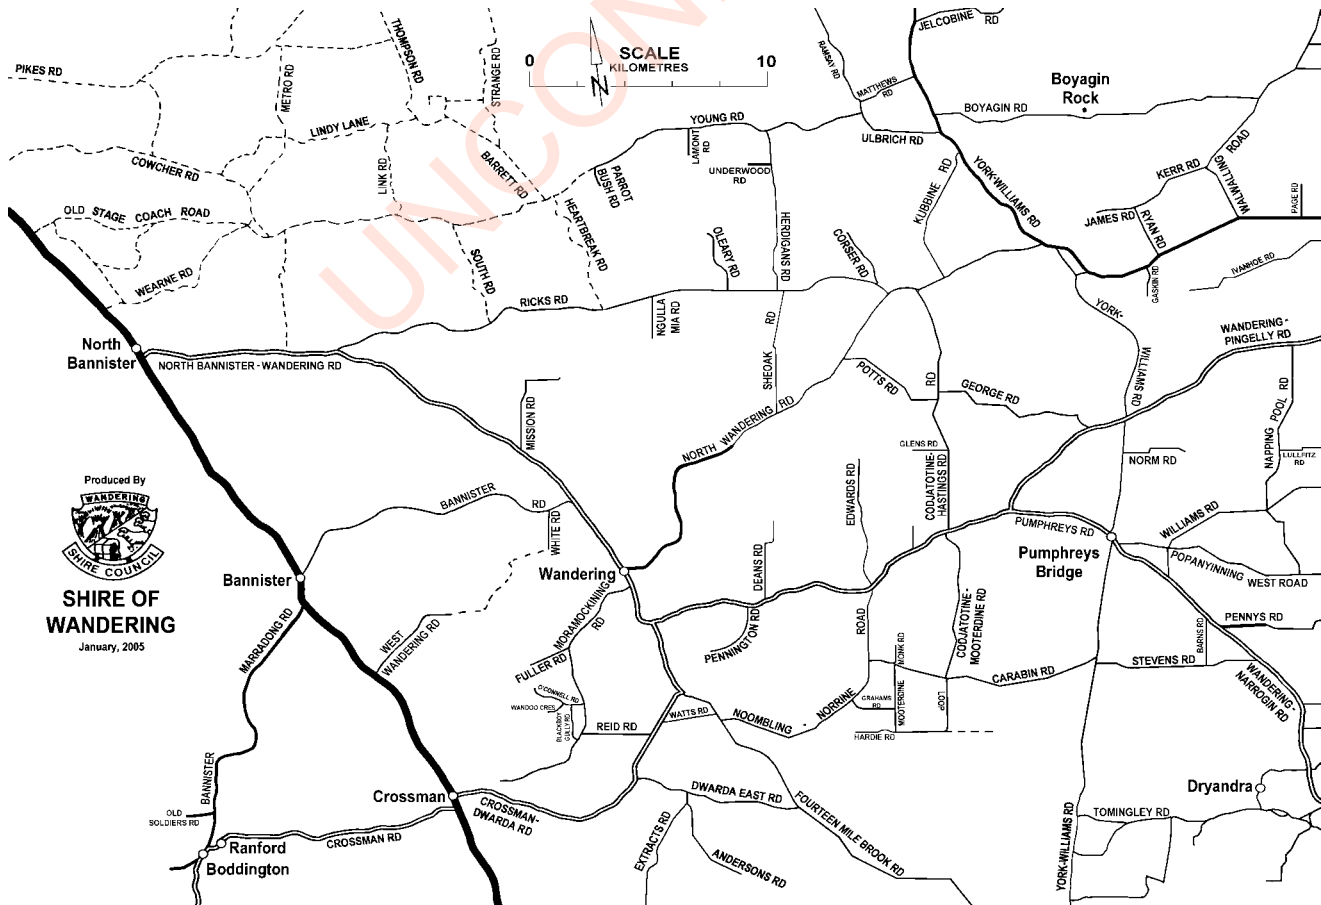 JELCOBINE RD
SCALE
KILOMETRES
0
10
N
UNCON
THOMPSON RD
STRANGE RD
RAMSAY RD
PIKES RD
METRO RD
MATTHEWS
RD
Boyagin
Rock
BOYAGIN RD
LINDY LANE
YOUNG RD
LAMONT
RD
ULBRICH RD
COWCHER RD
LINK RD
BARRETT RD
PARROT
BUSH RD
UNDERWOOD
RD
KUBBINE RD
YORK-WILLIAMS RD
KERR RD
WALWALLING ROAD
PAGE RD
OLD STAGE COACH ROAD
HEARTBREAK RD
HERDIGANS RD
JAMES RD
RYAN RD
WEARNE RD
SOUTH RD
OLEARY RD
CORSER RD
GASKIN RD
IVANHOE RD
RICKS RD
NGULLA
MIA RD
SHEOAK RD
YORK-
WILLIAMS RD
WANDERING -
PINGELLY RD
North
Bannister
NORTH BANNISTER - WANDERING RD
POTTS RD
RD
GEORGE RD
MISSION RD
NORTH WANDERING RD
GLENS RD
CODJATOTINE-
HASTINGS RD
NORM RD
NAPPING POOL RD
LULLFITZ
RD
Produced By
WANDERING
SHIRE COUNCIL
BANNISTER RD
WHITE RD
EDWARDS RD
PUMPHREYS RD
WILLIAMS RD
Pumphreys
Bridge
POPANYINNING
WEST ROAD
Bannister
Wandering
DEANS RD
SHIRE OF
WANDERING
January, 2005
MARRADONG RD
WEST
WANDERING RD
MORAMOCKINING
RD
PENNINGTON RD
ROAD
MONK RD
CODJATOTINE-
MOOTERDINE RD
PENNYS RD
BARNS RD
FULLER RD
O'CONNELL RD
WANDOO CRES
BLACKBOY
GULLY RD
REID RD
WATTS RD
NOOMBLING - NORRINE
GRAHAMS
RD
MOOTERDINE
LOOP
HARDIE RD
CARABIN RD
STEVENS RD
WANDERING-
NARROGIN RD
BANNISTER
OLD
SOLDIERS RD
Crossman
CROSSMAN-
DWARDA RD
DWARDA EAST RD
FOURTEEN MILE BROOK RD
Dryandra
TOMINGLEY RD
YORK-WILLIAMS RD
Ranford
Boddington
CROSSMAN RD
EXTRACTS RD
ANDERSONS RD